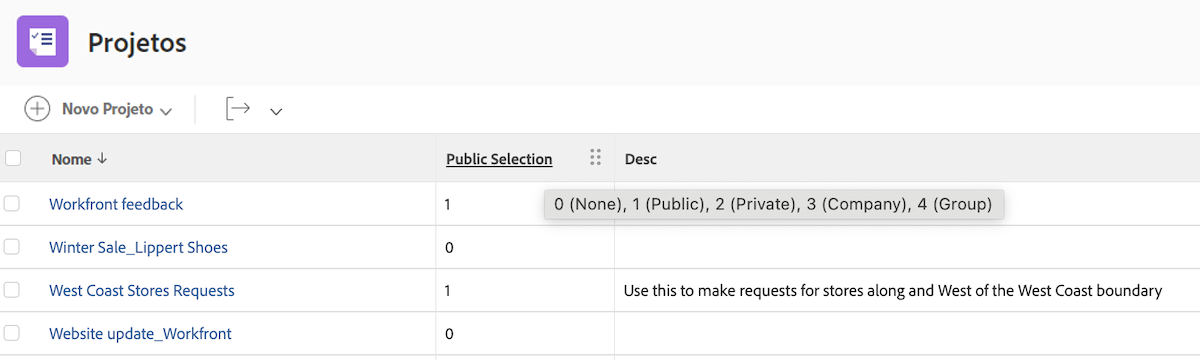 Projetos
Novo Projeto
Nome Public Selection Desc
Workfront feedback 1 0 (None), 1 (Public), 2 (Private), 3 (Company), 4 (Group)
Winter Sale_Lippert Shoes 0
West Coast Stores Requests 1 Use this to make requests for stores along and West of the West Coast boundary
Website update_Workfront 0